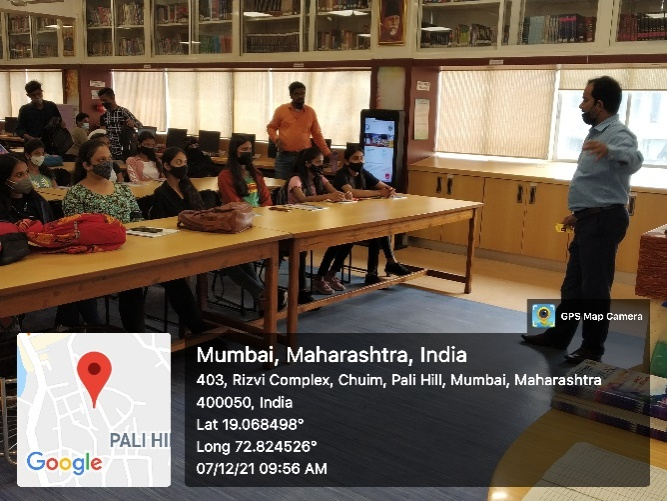 GPS Map Camera
Mumbai, Maharashtra, India
403, Rizvi Complex, Chuim, Pali Hill, Mumbai, Maharashtra
400050, India
Lat 19.068498°
Long 72.824526°
07/12/21 09:56 AM
PALI HI
Google